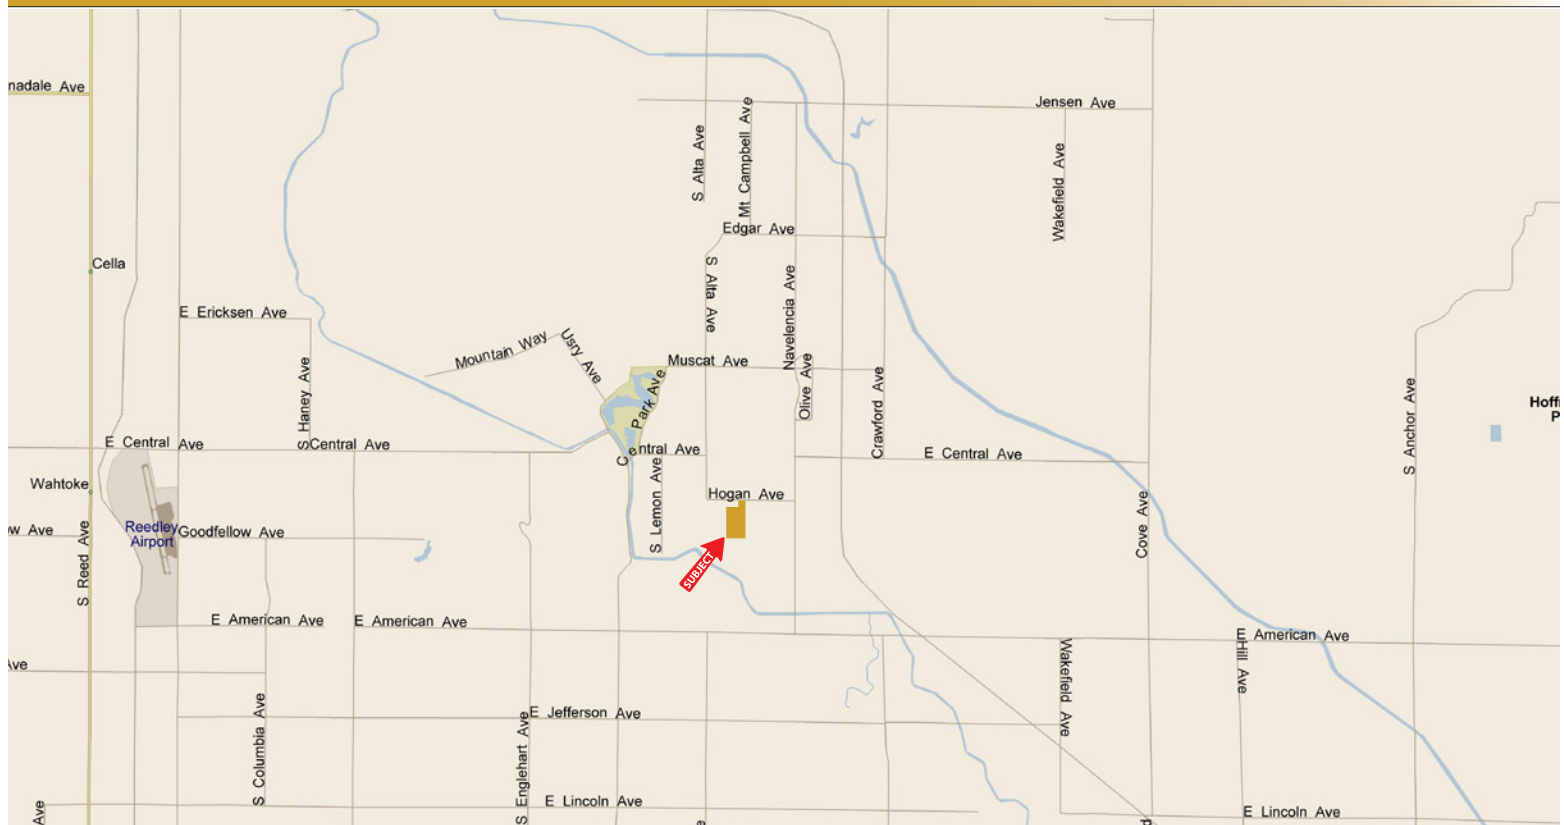 nadale Ave
Jensen Ave
S Alta Ave
Mt Campbell Ave
Wakefield Ave
Edgar Ave
Cella
S Alta Ave
Navelencia Ave
E Ericksen Ave
Mountain Way
Usry Ave
Muscat Ave
S Haney Ave
Park Ave
Olive Ave
Crawford Ave
S Anchor Ave
Hoff
P
E Central Ave
Central Ave
Central Ave
E Central Ave
Wahtoke
S Lemon Ave
Hogan Ave
Cove Ave
w Ave
S Reed Ave
Reedley
Airport
Goodfellow Ave
SUBJECT
E American Ave
E American Ave
E American Ave
Ave
Hill Ave
Wakefield Ave
S Columbia Ave
S Englehart Ave
E Jefferson Ave
E Lincoln Ave
E Lincoln Ave
Ave